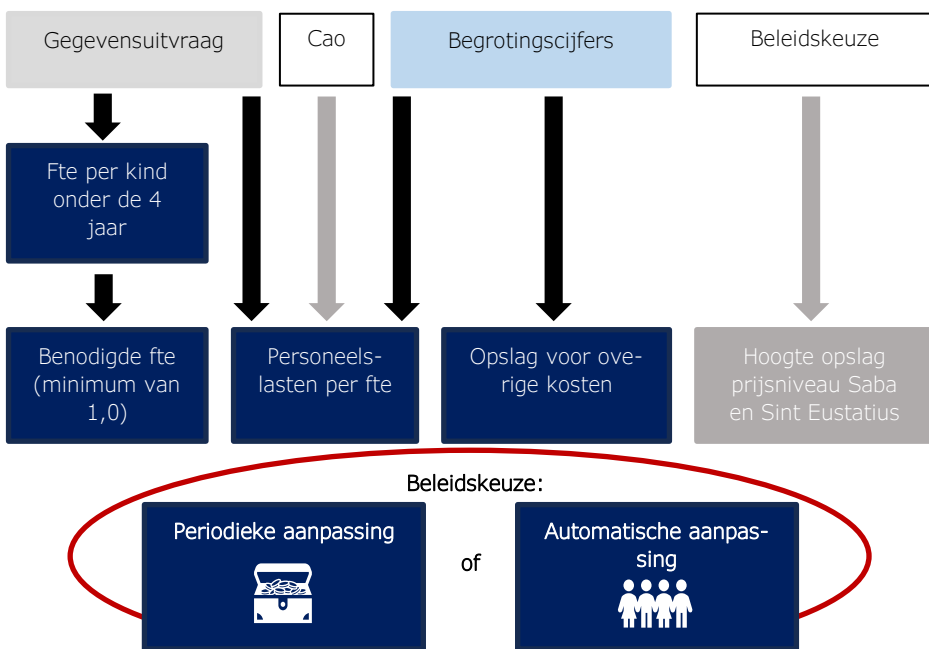 Gegevensuitvraag
Cao
Begrotingscijfers
Beleidskeuze
Fte per kind
onder de 4
jaar
Benodigde fte
(minimum van
1,0)
Personeels-
lasten per fte
Opslag voor ove-
rige kosten
Hoogte opslag
prijsniveau Saba
en Sint Eustatius
Beleidskeuze:
Periodieke aanpassing
of
Automatische aanpas-
sing